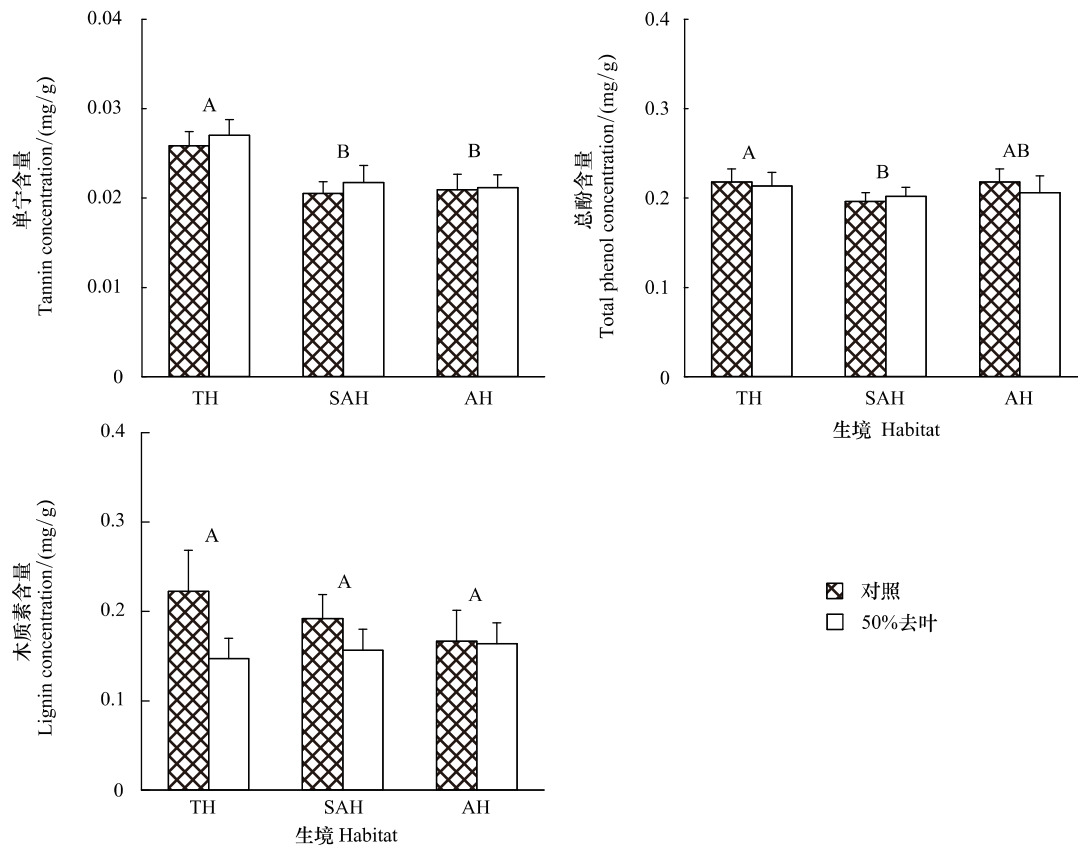 单宁含量
Tannin concentration/(mg/g)
0.04
0.03
0.02
0.01
0
A
B
B
TH
SAH
AH
总酚含量
Total phenol concentration/(mg/g)
0.4
0.3
0.2
0.1
0
A
B
AB
TH
SAH
AH
生境 Habitat
木质素含量
Lignin concentration/(mg/g)
0.4
0.3
0.2
0.1
0
A
A
A
TH
SAH
AH
生境 Habitat
对照
50%去叶